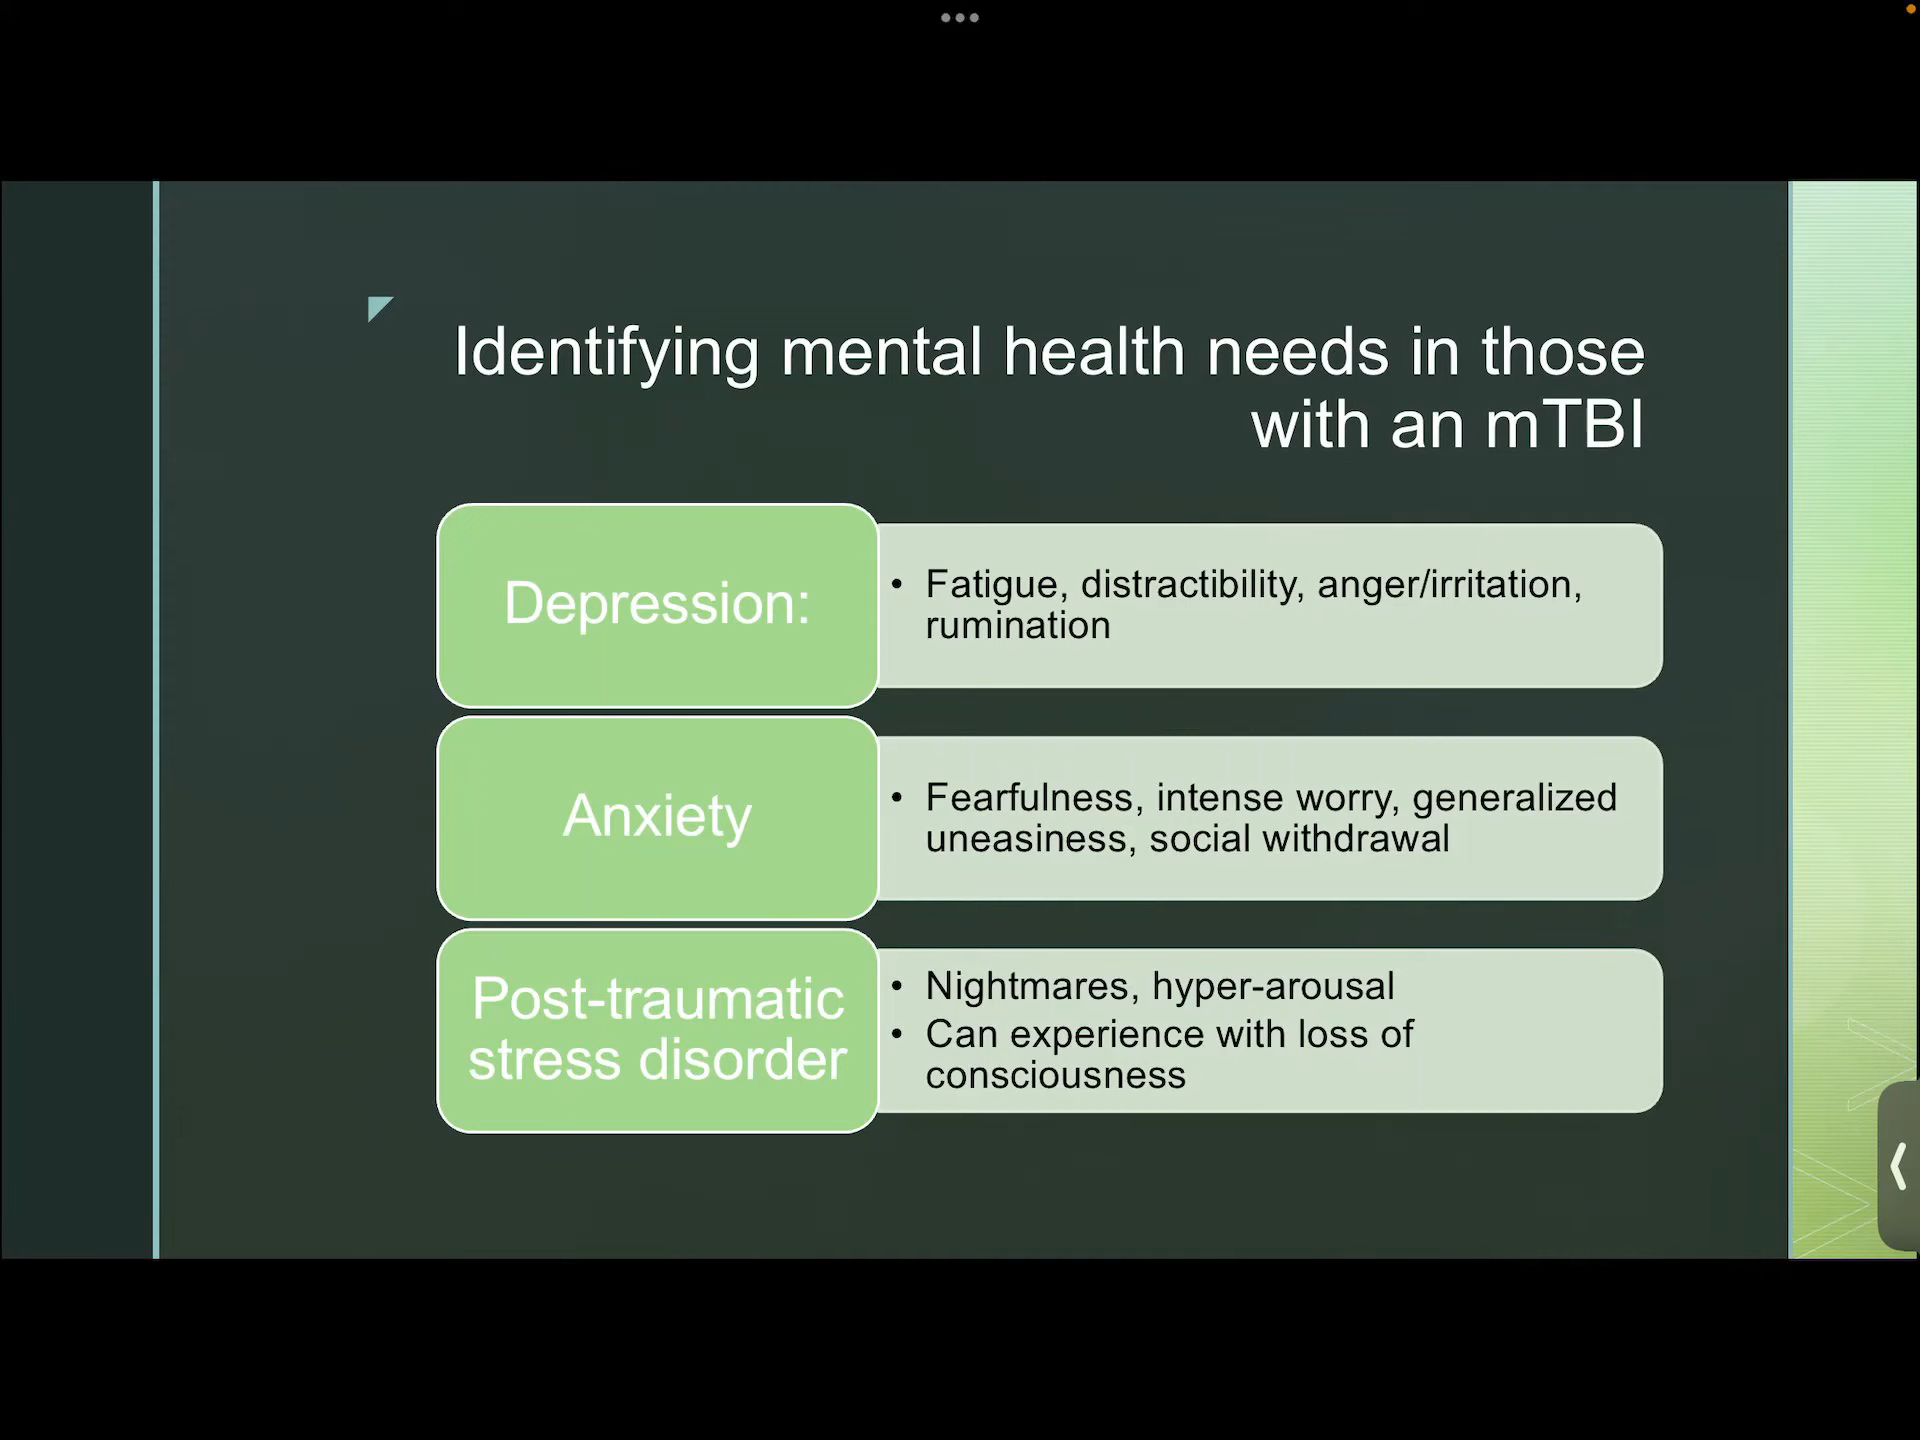 Identifying mental health needs in those
with an mTBI
Depression:
• Fatigue, distractibility, anger/irritation,
rumination
Anxiety
• Fearfulness, intense worry, generalized
uneasiness, social withdrawal
Post-traumatic
stress disorder
• Nightmares, hyper-arousal
• Can experience with loss of
consciousness